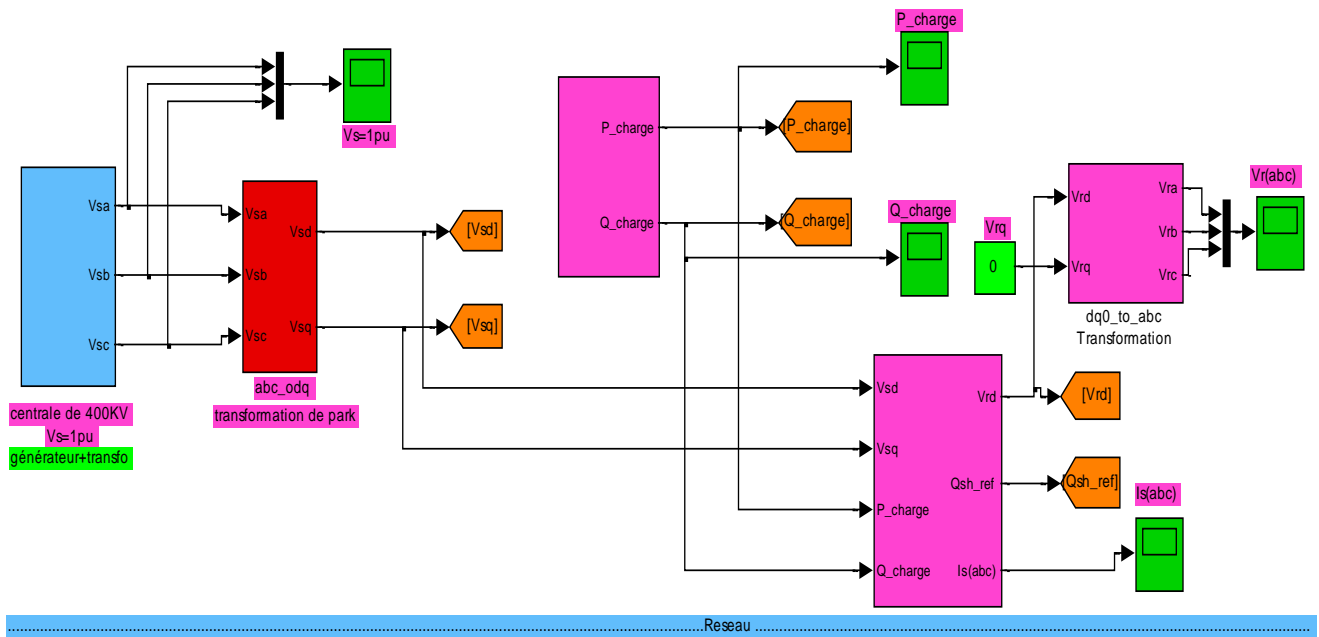 P_charge
Vs=1pu
P_charge
[P_charge]
Q_charge
[Q_charge]
Q_charge
Vsa
Vsb
Vsc
Vsa
Vsb
Vsc
Vsd
Vsq
[Vsd]
[Vsq]
Vrq
0
Vrd
Vrq
Vra
Vrb
Vrc
Vr(abc)
dq0_to_abc
Transformation
abc_odq
transformation de park
centrale de 400KV
Vs=1pu
générateur+transfo
Vsd
Vsq
P_charge
Q_charge
Vrd
Qsh_ref
Is(abc)
[Vrd]
[Qsh_ref]
Is(abc)
Reseau